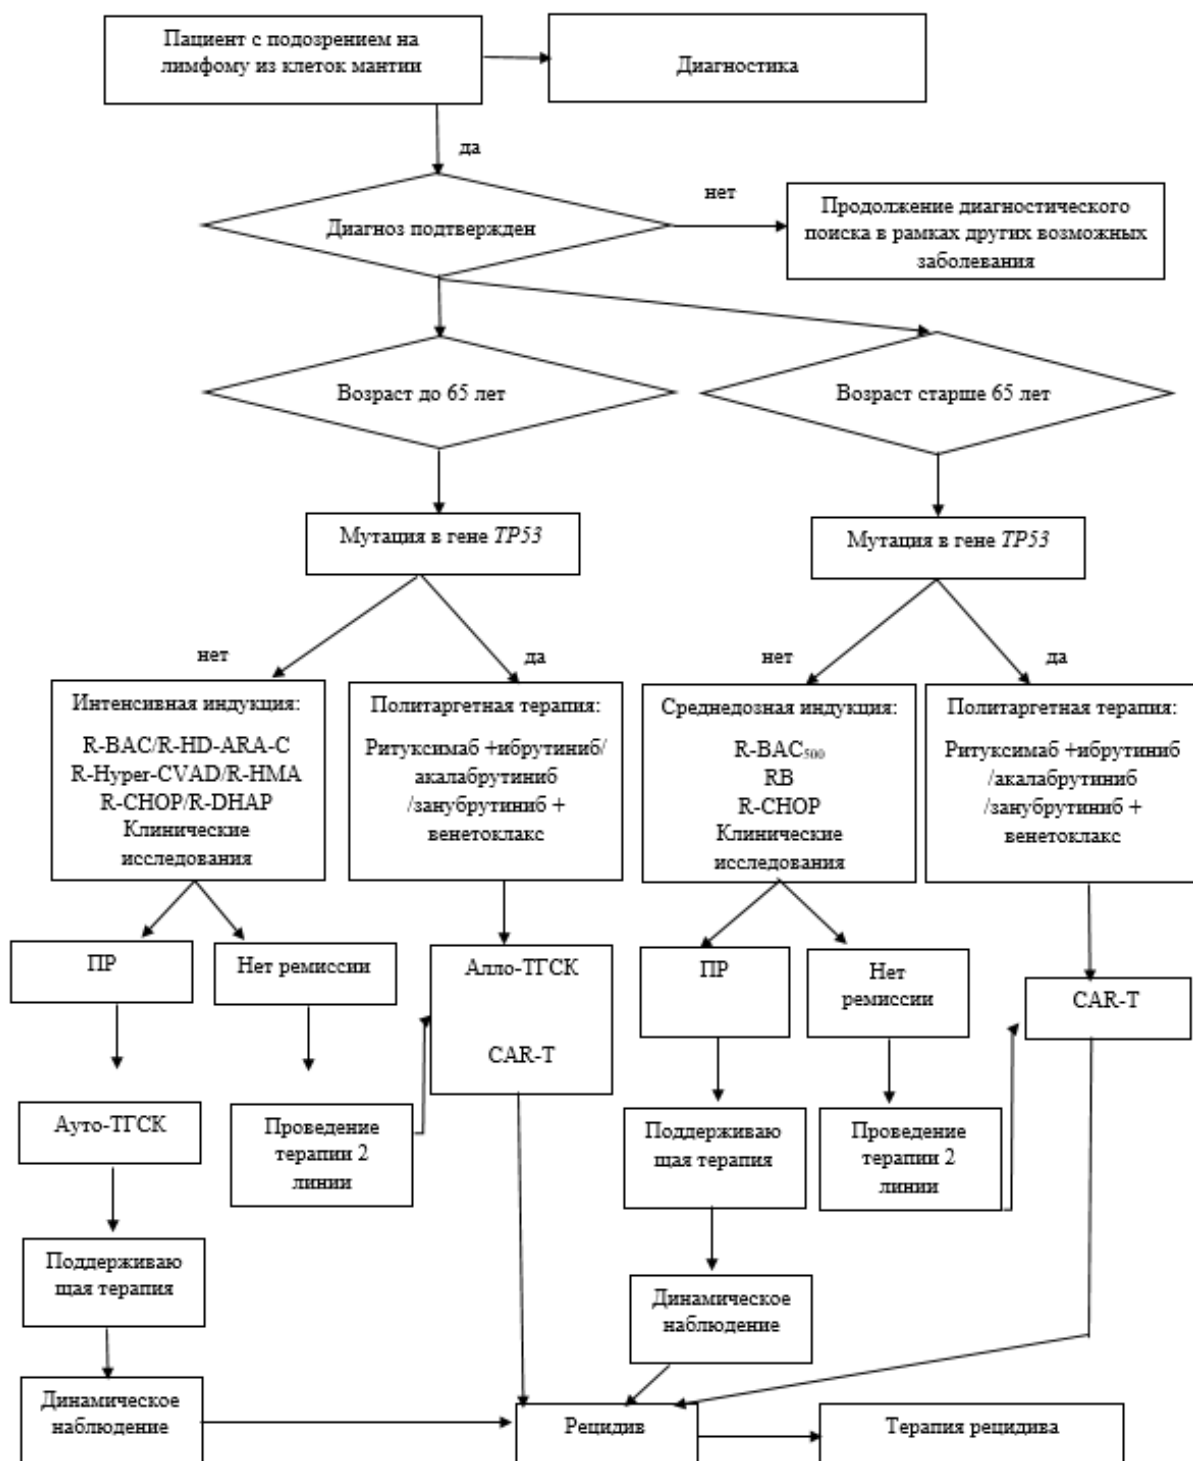 Пациент с подозрением на
лимфому из клеток мантии
Диагностика
да
нет
Диагноз подтвержден
Продолжение диагностического
поиска в рамках других возможных
заболевания
Возраст до 65 лет
Возраст старше 65 лет
Мутация в гене TP53
Мутация в гене TP53
нет
да
нет
да
Интенсивная индукция:
R-BAC/R-HD-ARA-C
R-Hyper-CVAD/R-HMA
R-CHOP/R-DHAP
Клинические
исследования
Политаргетная терапия:
Ритуксимаб +ибрутиниб/
акалабрутиниб
/занубрутиниб +
венетоклакс
Среднедозная индукция:
R-BAC500
RB
R-CHOP
Клинические
исследования
Политаргетная терапия:
Ритуксимаб +ибрутиниб
/акалабрутиниб
/занубрутиниб +
венетоклакс
ПР
Нет ремиссии
Алло-ТГСК
CAR-T
ПР
Нет
ремиссии
CAR-T
Ауто-ТГСК
Проведение
терапии 2
линии
Поддерживаю
щая терапия
Проведение
терапии 2
линии
Поддерживаю
щая терапия
Динамическое
наблюдение
Динамическое
наблюдение
Рецидив
Терапия рецидива